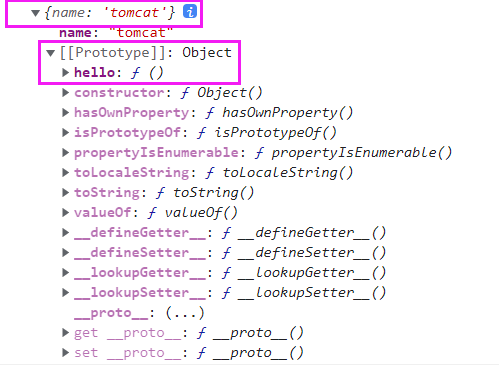 ▼{name: 'tomcat'} i
name: "tomcat"
▼[[Prototype]]: Object
▶ hello: ƒ ()
▶ constructor: ƒ Object()
▶ hasOwnProperty: ƒ hasOwnProperty()
▶ isPrototypeOf: ƒ isPrototypeOf()
▶ propertyIsEnumerable: ƒ propertyIsEnumerable()
▶ toLocaleString: ƒ toLocaleString()
▶ toString: ƒ toString()
▶ valueOf: ƒ valueOf()
▶ __defineGetter__: ƒ __defineGetter__()
▶ __defineSetter__: ƒ __defineSetter__()
▶ __lookupGetter__: ƒ __lookupGetter__()
▶ __lookupSetter__: ƒ __lookupSetter__()
__proto__: (...)
▶ get __proto__: ƒ __proto__()
▶ set __proto__: ƒ __proto__()